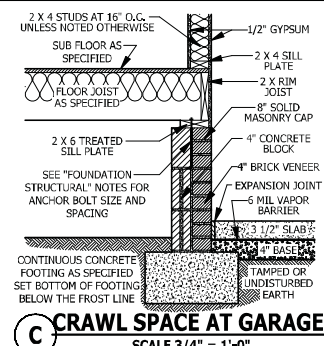 2 X 4 STUDS AT 16" O.C.
UNLESS NOTED OTHERWISE
SUB FLOOR AS
SPECIFIED
FLOOR JOIST
AS SPECIFIED
2 X 6 TREATED
SILL PLATE
SEE "FOUNDATION
STRUCTURAL" NOTES FOR
ANCHOR BOLT SIZE AND
SPACING
CONTINUOUS CONCRETE
FOOTING AS SPECIFIED
SET BOTTOM OF FOOTING
BELOW THE FROST LINE
1/2" GYPSUM
2 X 4 SILL
PLATE
2 X RIM
JOIST
8" SOLID
MASONRY CAP
4" CONCRETE
BLOCK
4" BRICK VENEER
EXPANSION JOINT
6 MIL VAPOR
BARRIER
3 1/2" SLAB
4" BASE
TAMPED OR
UNDISTURBED
EARTH
C
CRAWL SPACE AT GARAGE
SCALE 3/4" = 1'-0"